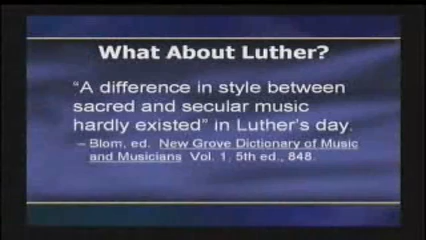 What About Luther?
"A difference in style between
sacred and secular music
hardly existed" in Luther's day.
– Blom, ed. New Grove Dictionary of Music
and Musicians Vol. 1, 5th ed., 848.